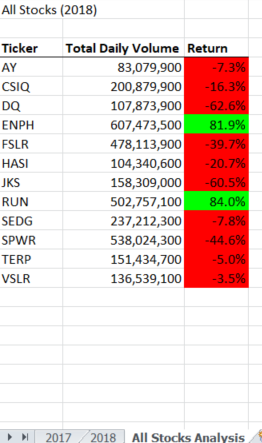 All Stocks (2018)
Ticker Total Daily Volume Return
AY 83,079,900 -7.3%
CSIQ 200,879,900 -16.3%
DQ 107,873,900 -62.6%
ENPH 607,473,500 81.9%
FSLR 478,113,900 -39.7%
HASI 104,340,600 -20.7%
JKS 158,309,000 -60.5%
RUN 502,757,100 84.0%
SEDG 237,212,300 -7.8%
SPWR 538,024,300 -44.6%
TERP 151,434,700 -5.0%
VSLR 136,539,100 -3.5%
2017 2018 All Stocks Analysis